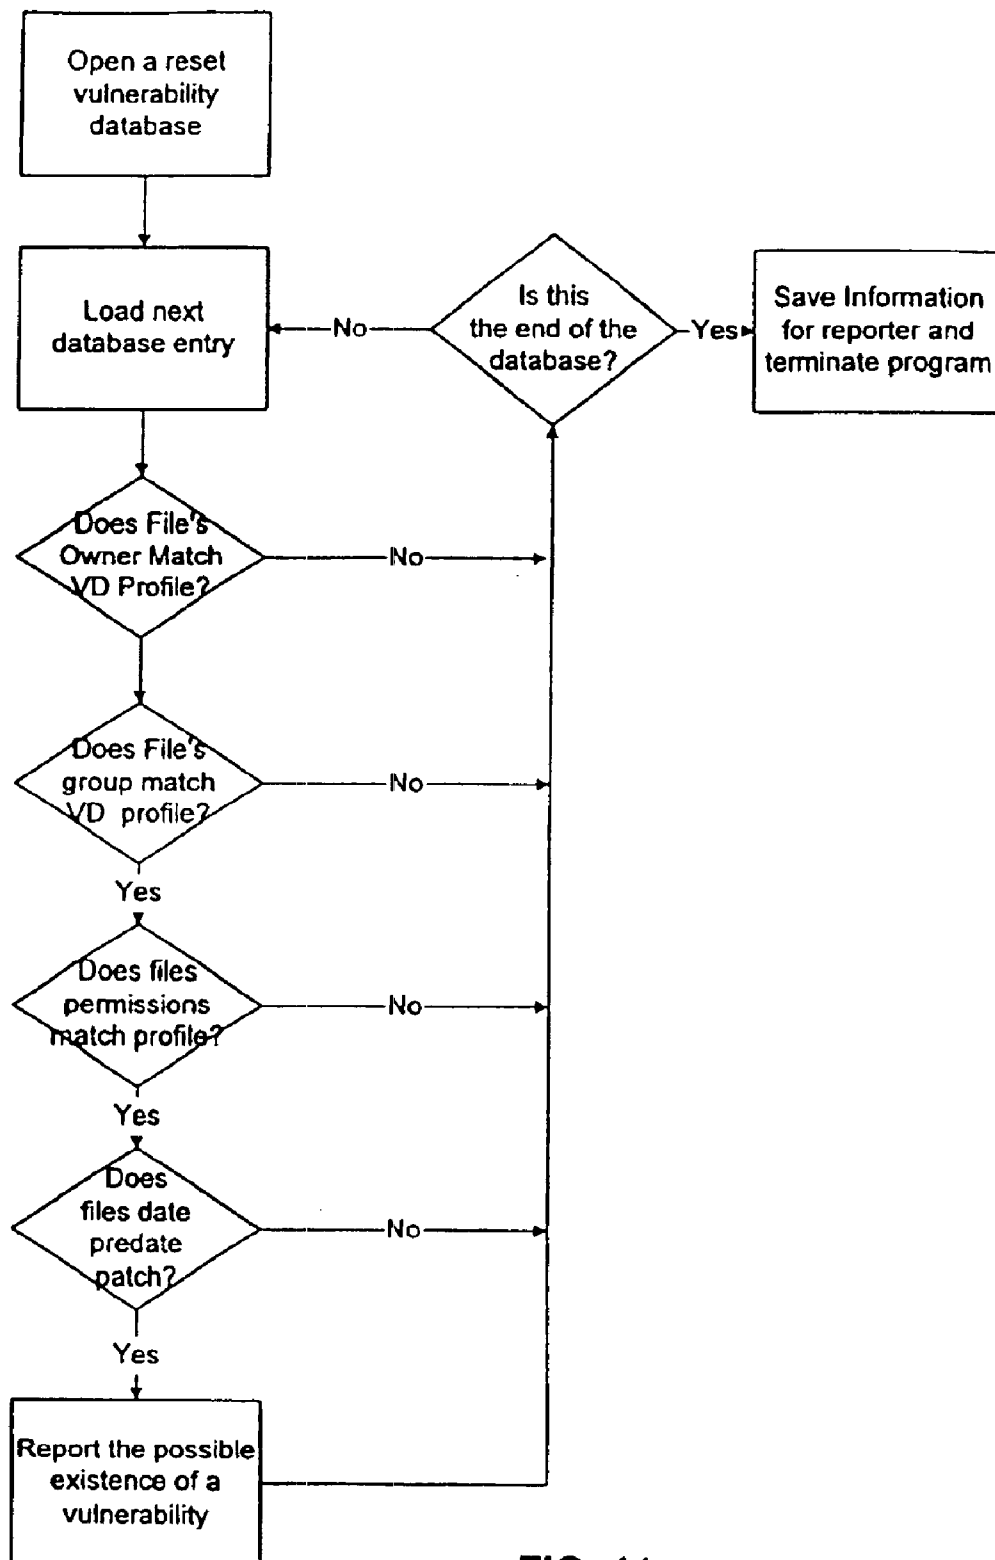 Open a reset
vulnerability
database
Load next
database entry
No
Is this
the end of the
database?
Yes
Save Information
for reporter and
terminate program
Does File's
Owner Match
VD Profile?
No
Does File's
group match
VD profile?
No
Yes
Does files
permissions
match profile?
No
Yes
Does
files date
predate
patch?
No
Yes
Report the possible
existence of a
vulnerability